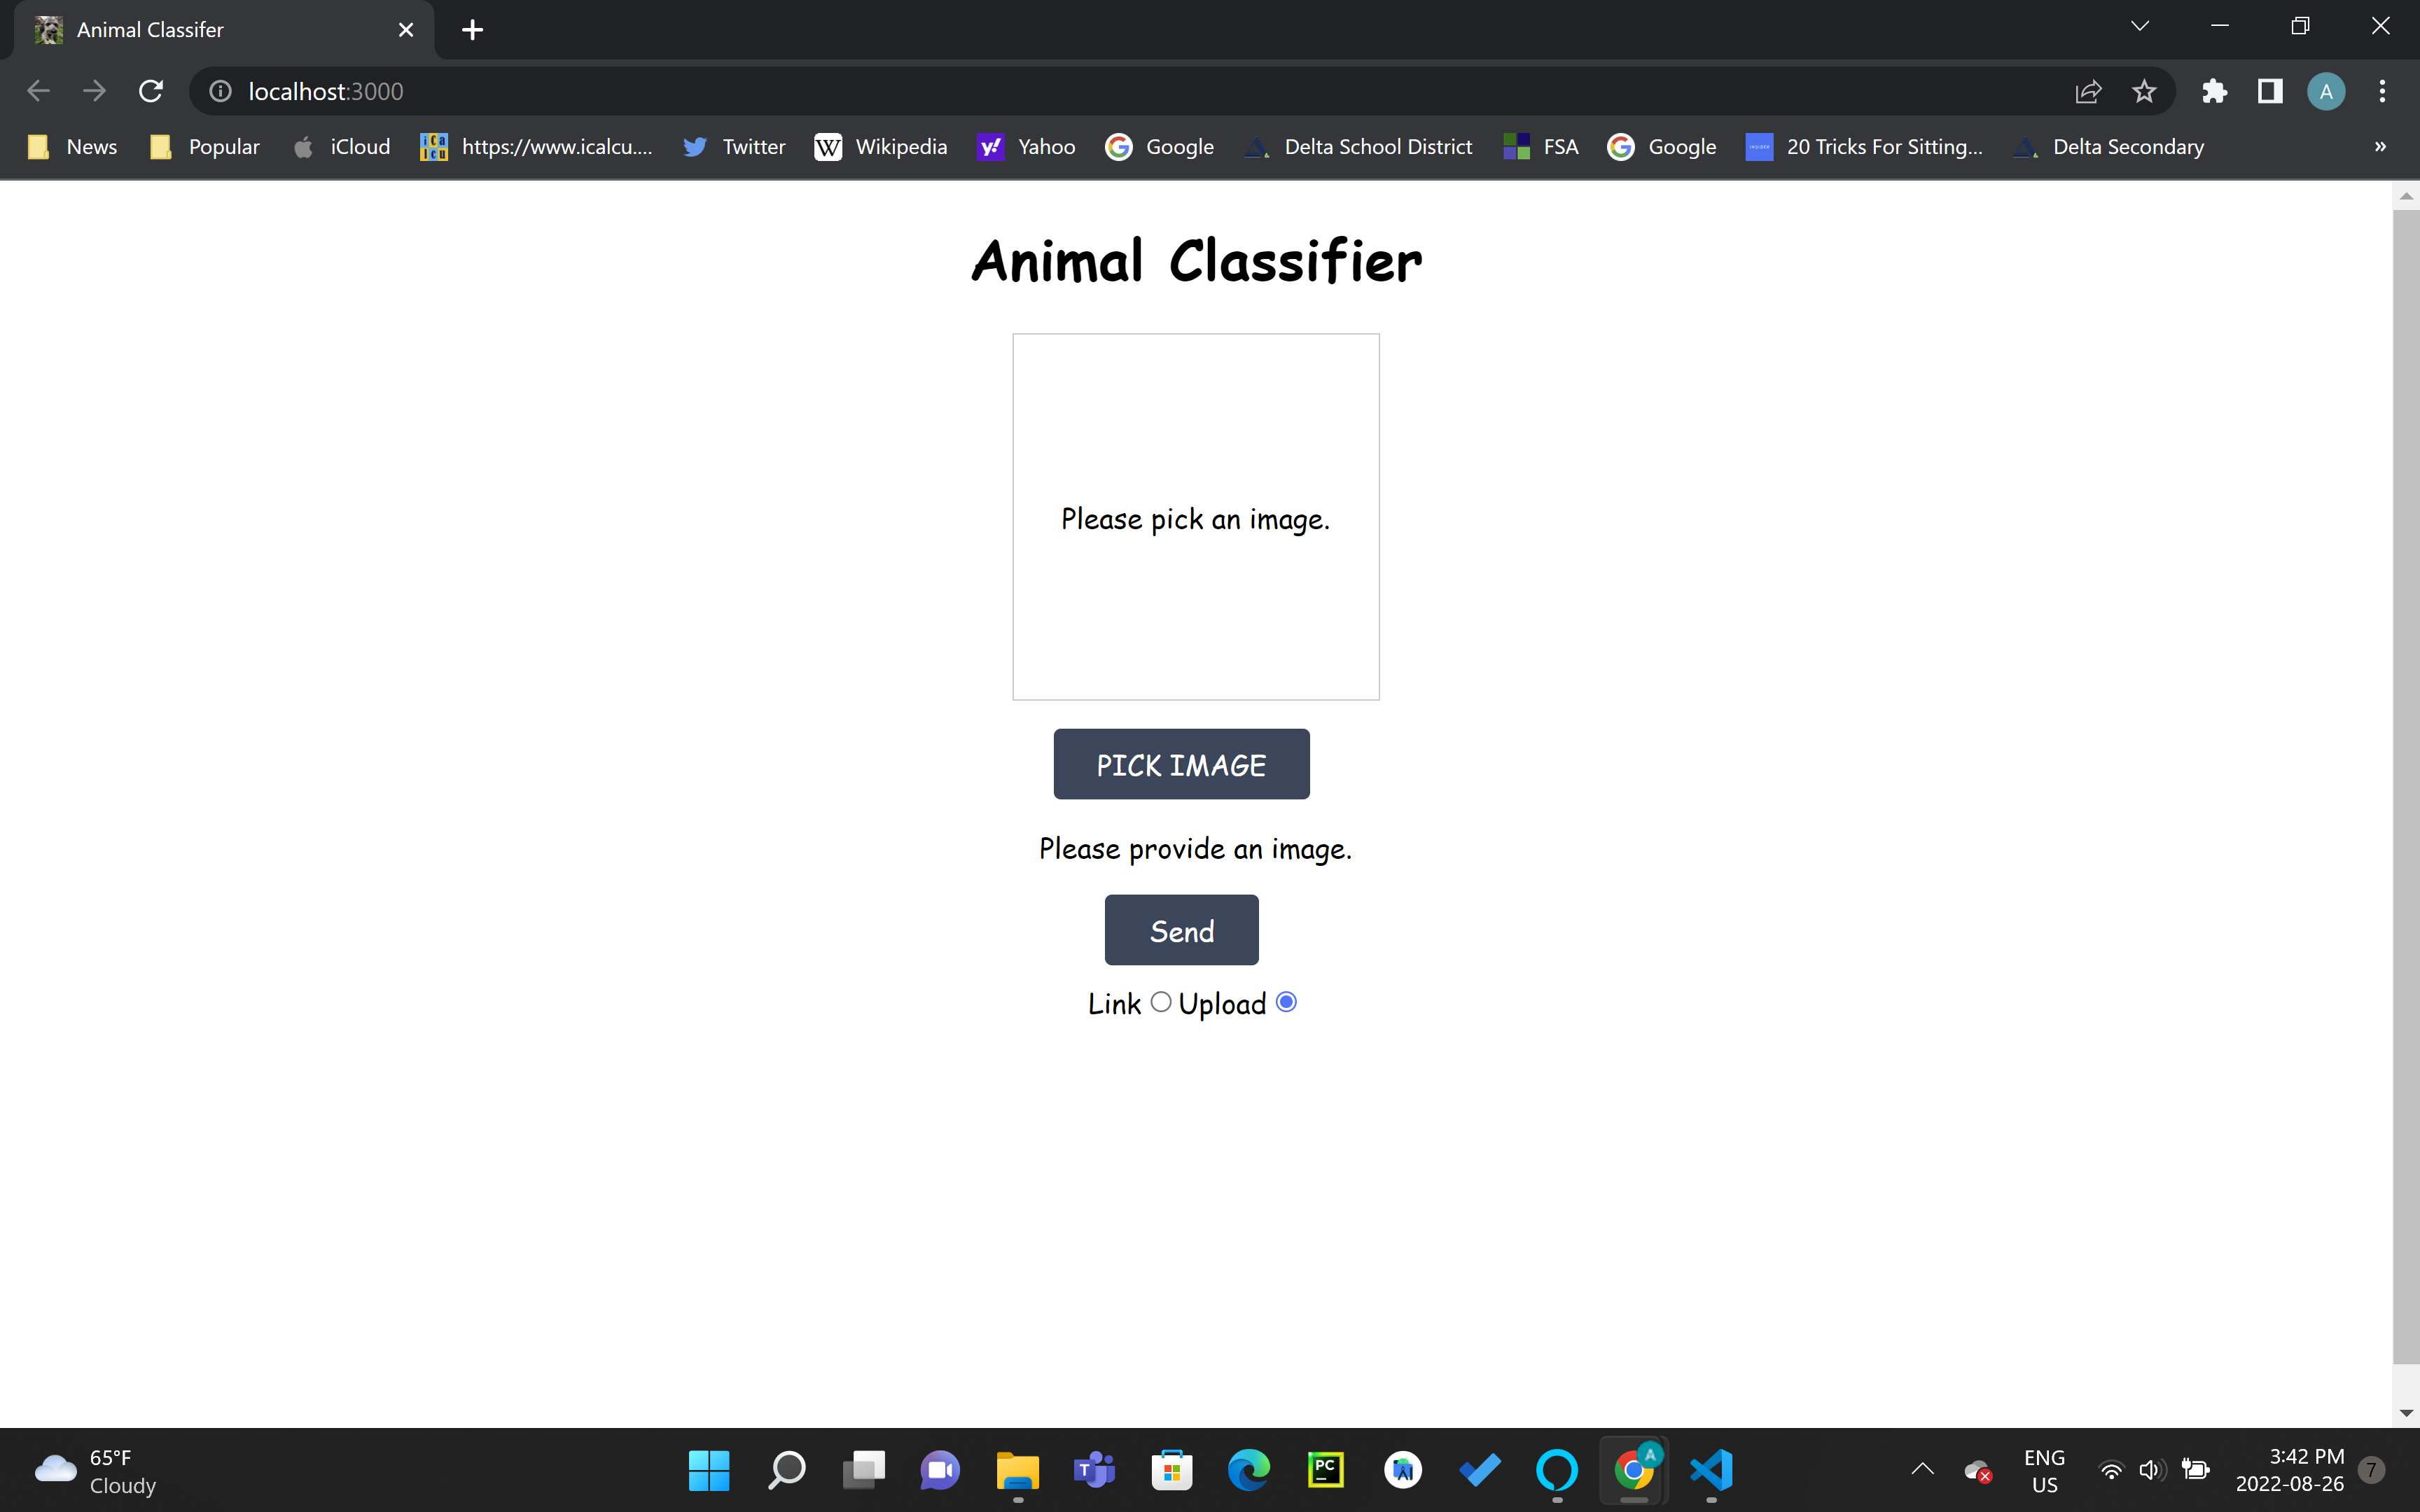 Animal Classifer
localhost:3000
News Popular iCloud https://www.icalcu.... Twitter W Wikipedia y! Yahoo Google Delta School District FSA Google INSIDER 20 Tricks For Sitting... Delta Secondary »
A
Animal Classifier
Please pick an image.
PICK IMAGE
Please provide an image.
Send
Link Upload
65°F
Cloudy
T
PC
A
ENG
US
3:42 PM
2022-08-26
7